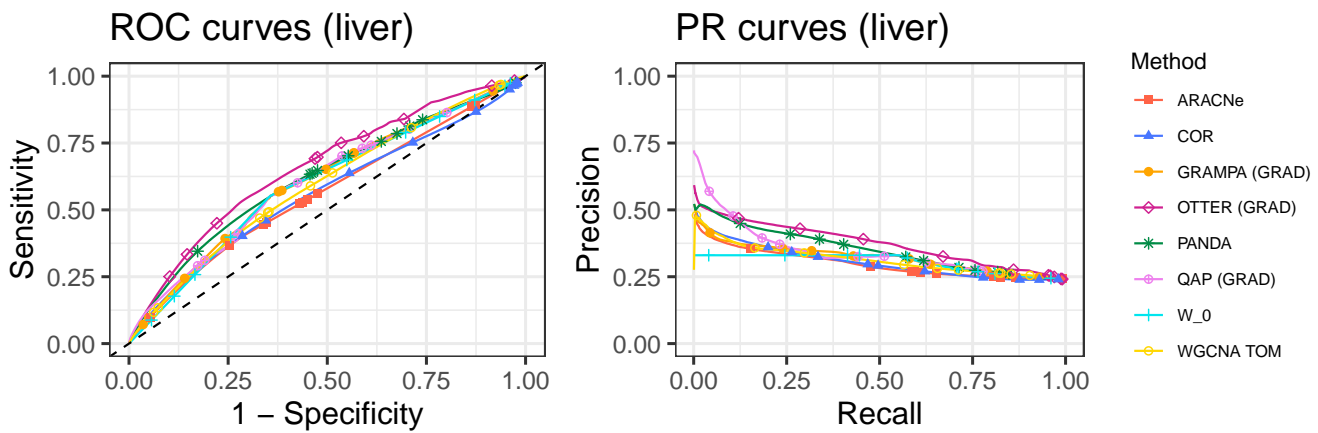 ROC curves (liver)
1.00
0.75
0.50
0.25
0.00
Sensitivity
0.00 0.25 0.50 0.75 1.00
1 − Specificity
PR curves (liver)
1.00
0.75
0.50
0.25
0.00
Precision
0.00 0.25 0.50 0.75 1.00
Recall
Method
ARACNe
COR
GRAMPA (GRAD)
OTTER (GRAD)
PANDA
QAP (GRAD)
W_0
WGCNA TOM